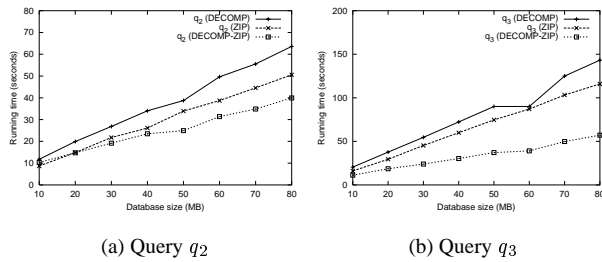 80
70
60
50
40
30
20
10
0
Running time (seconds)
q2 (DECOMP)
q2 (ZIP)
q2 (DECOMP-ZIP)
10 20 30 40 50 60 70 80
Database size (MB)
(a) Query q2
200
150
100
50
0
Running time (seconds)
q3 (DECOMP)
q3 (ZIP)
q3 (DECOMP-ZIP)
10 20 30 40 50 60 70 80
Database size (MB)
(b) Query q3